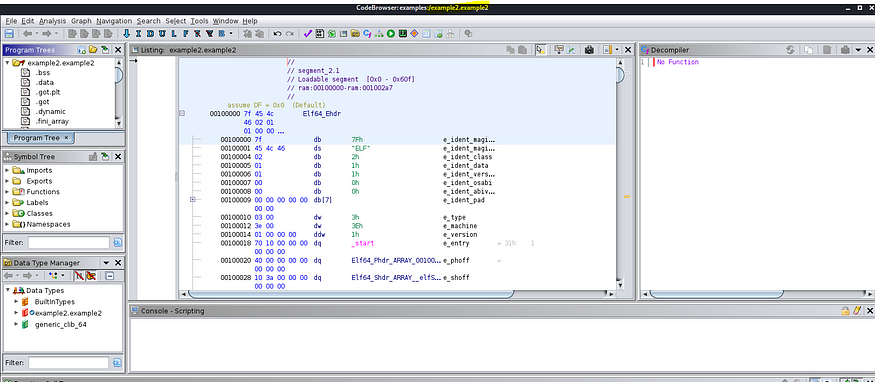 CodeBrowser: examples:/example2.example2
File Edit Analysis Graph Navigation Search Select Tools Window Help
Program Trees
example2.example2
.bss
.data
.got.plt
.got
.dynamic
.fini_array
Program Tree ×
Symbol Tree
Imports
Exports
Functions
Labels
Classes
Namespaces
Filter:
Data Type Manager
Data Types
BuiltInTypes
example2.example2
generic_clib_64
Filter:
Listing: example2.example2
//
// segment_2.1
// Loadable segment [0x0 - 0x60f]
// ram:00100000-ram:001002a7
//
assume DF = 0x0 (Default)
00100000 7f 45 4c Elf64_Ehdr
46 02 01
01 00 00 ...
00100000 7f db 7Fh e_ident_magi...
00100001 45 4c 46 ds "ELF" e_ident_magi...
00100004 02 db 2h e_ident_class
00100005 01 db 1h e_ident_data
00100006 01 db 1h e_ident_vers...
00100007 00 db 0h e_ident_osabi
00100008 00 db 0h e_ident_abiv...
00100009 00 00 00 00 00 db[7] e_ident_pad
00 00
00100010 03 00 dw 3h e_type
00100012 3e 00 dw 3Eh e_machine
00100014 01 00 00 00 ddw 1h e_version
00100018 70 10 00 00 00 dq _start e_entry = 31h 1
00 00 00
00100020 40 00 00 00 00 dq Elf64_Phdr_ARRAY_00100... e_phoff =
00 00 00
00100028 10 3a 00 00 00 dq Elf64_Shdr_ARRAY__elfS... e_shoff
00 00 00
Decompiler
1 No Function
Console - Scripting